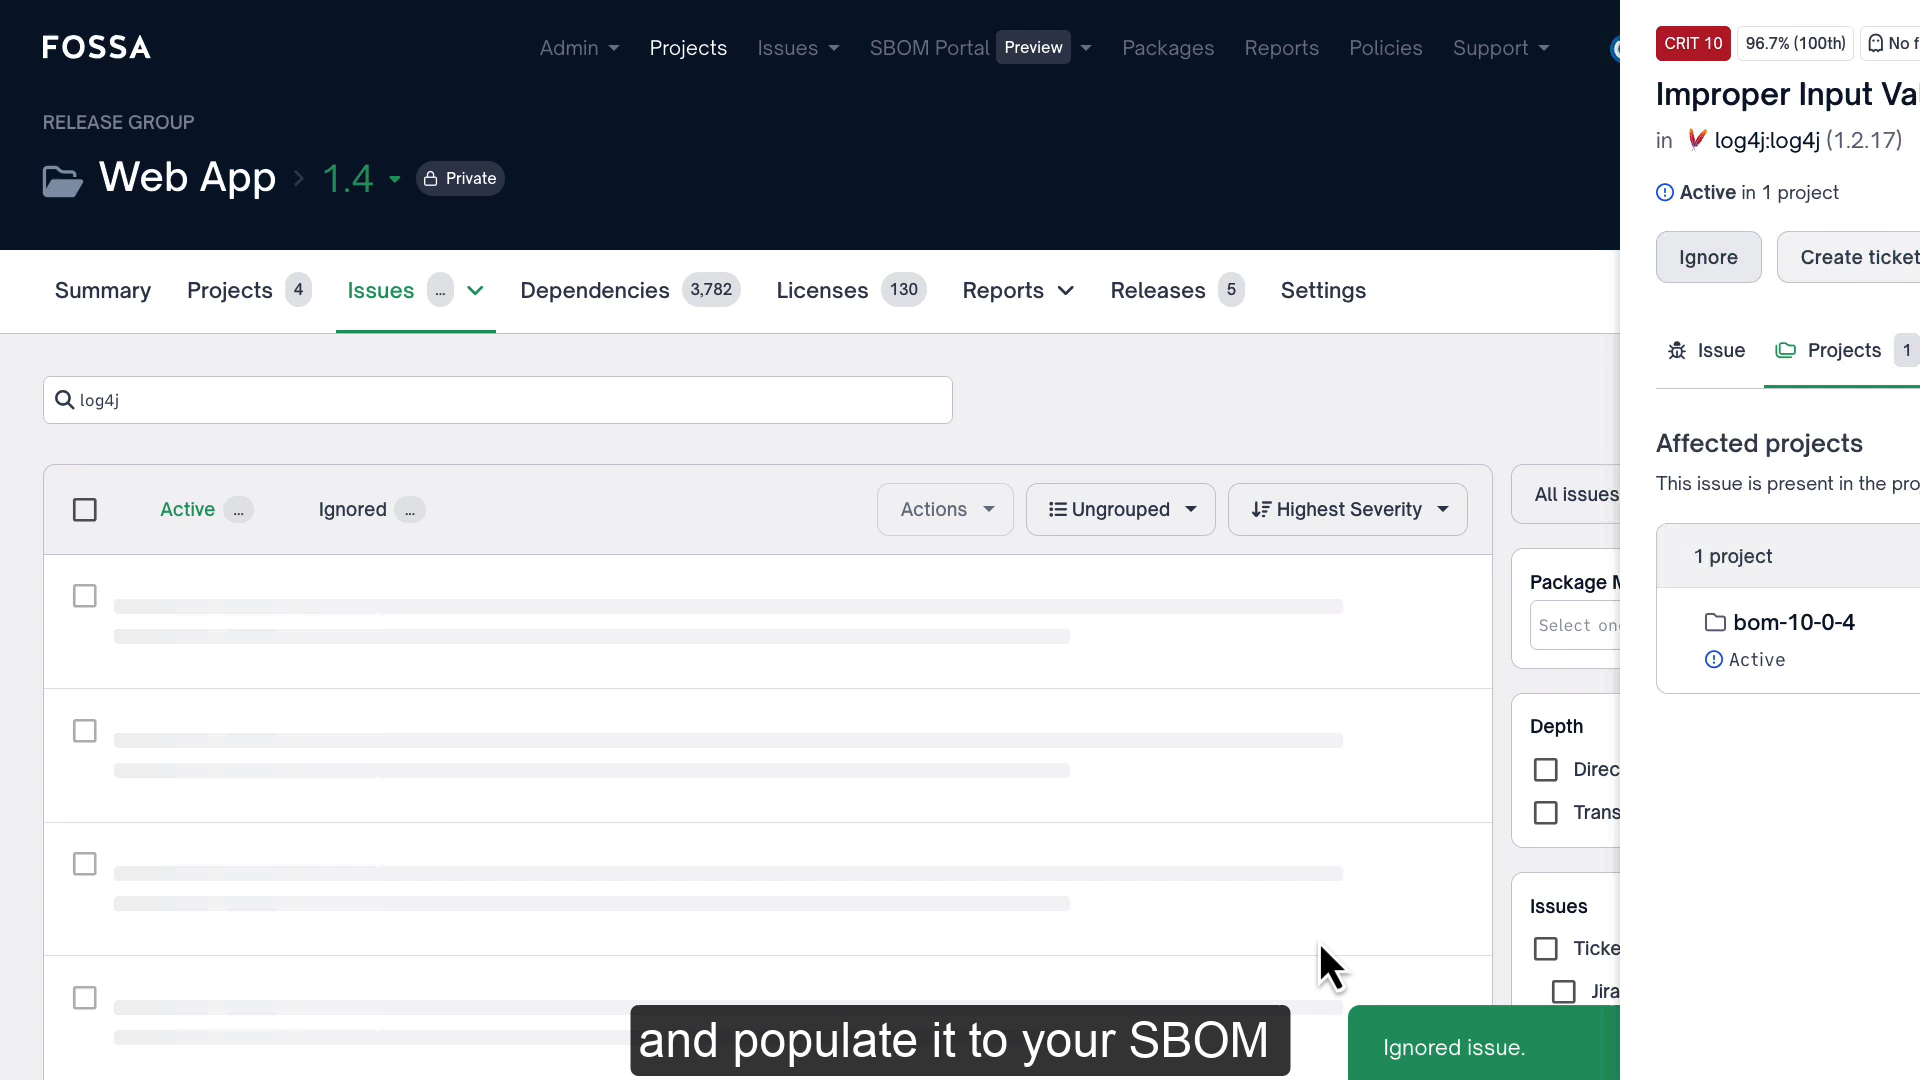 FOSSA
Admin
Projects
Issues
SBOM Portal Preview
Packages
Reports
Policies
Support
RELEASE GROUP
Web App > 1.4 Private
Summary
Projects 4
Issues ...
Dependencies 3,782
Licenses 130
Reports
Releases 5
Settings
log4j
Active ...
Ignored ...
Actions
Ungrouped
Highest Severity
All issues
Package M
Select one
Depth
Direc
Trans
Issues
Ticke
Jira
CRIT 10
96.7% (100th)
No f
Improper Input Val
in log4j:log4j (1.2.17)
Active in 1 project
Ignore
Create ticket
Issue
Projects 1
Affected projects
This issue is present in the pro
1 project
bom-10-0-4
Active
and populate it to your SBOM
Ignored issue.